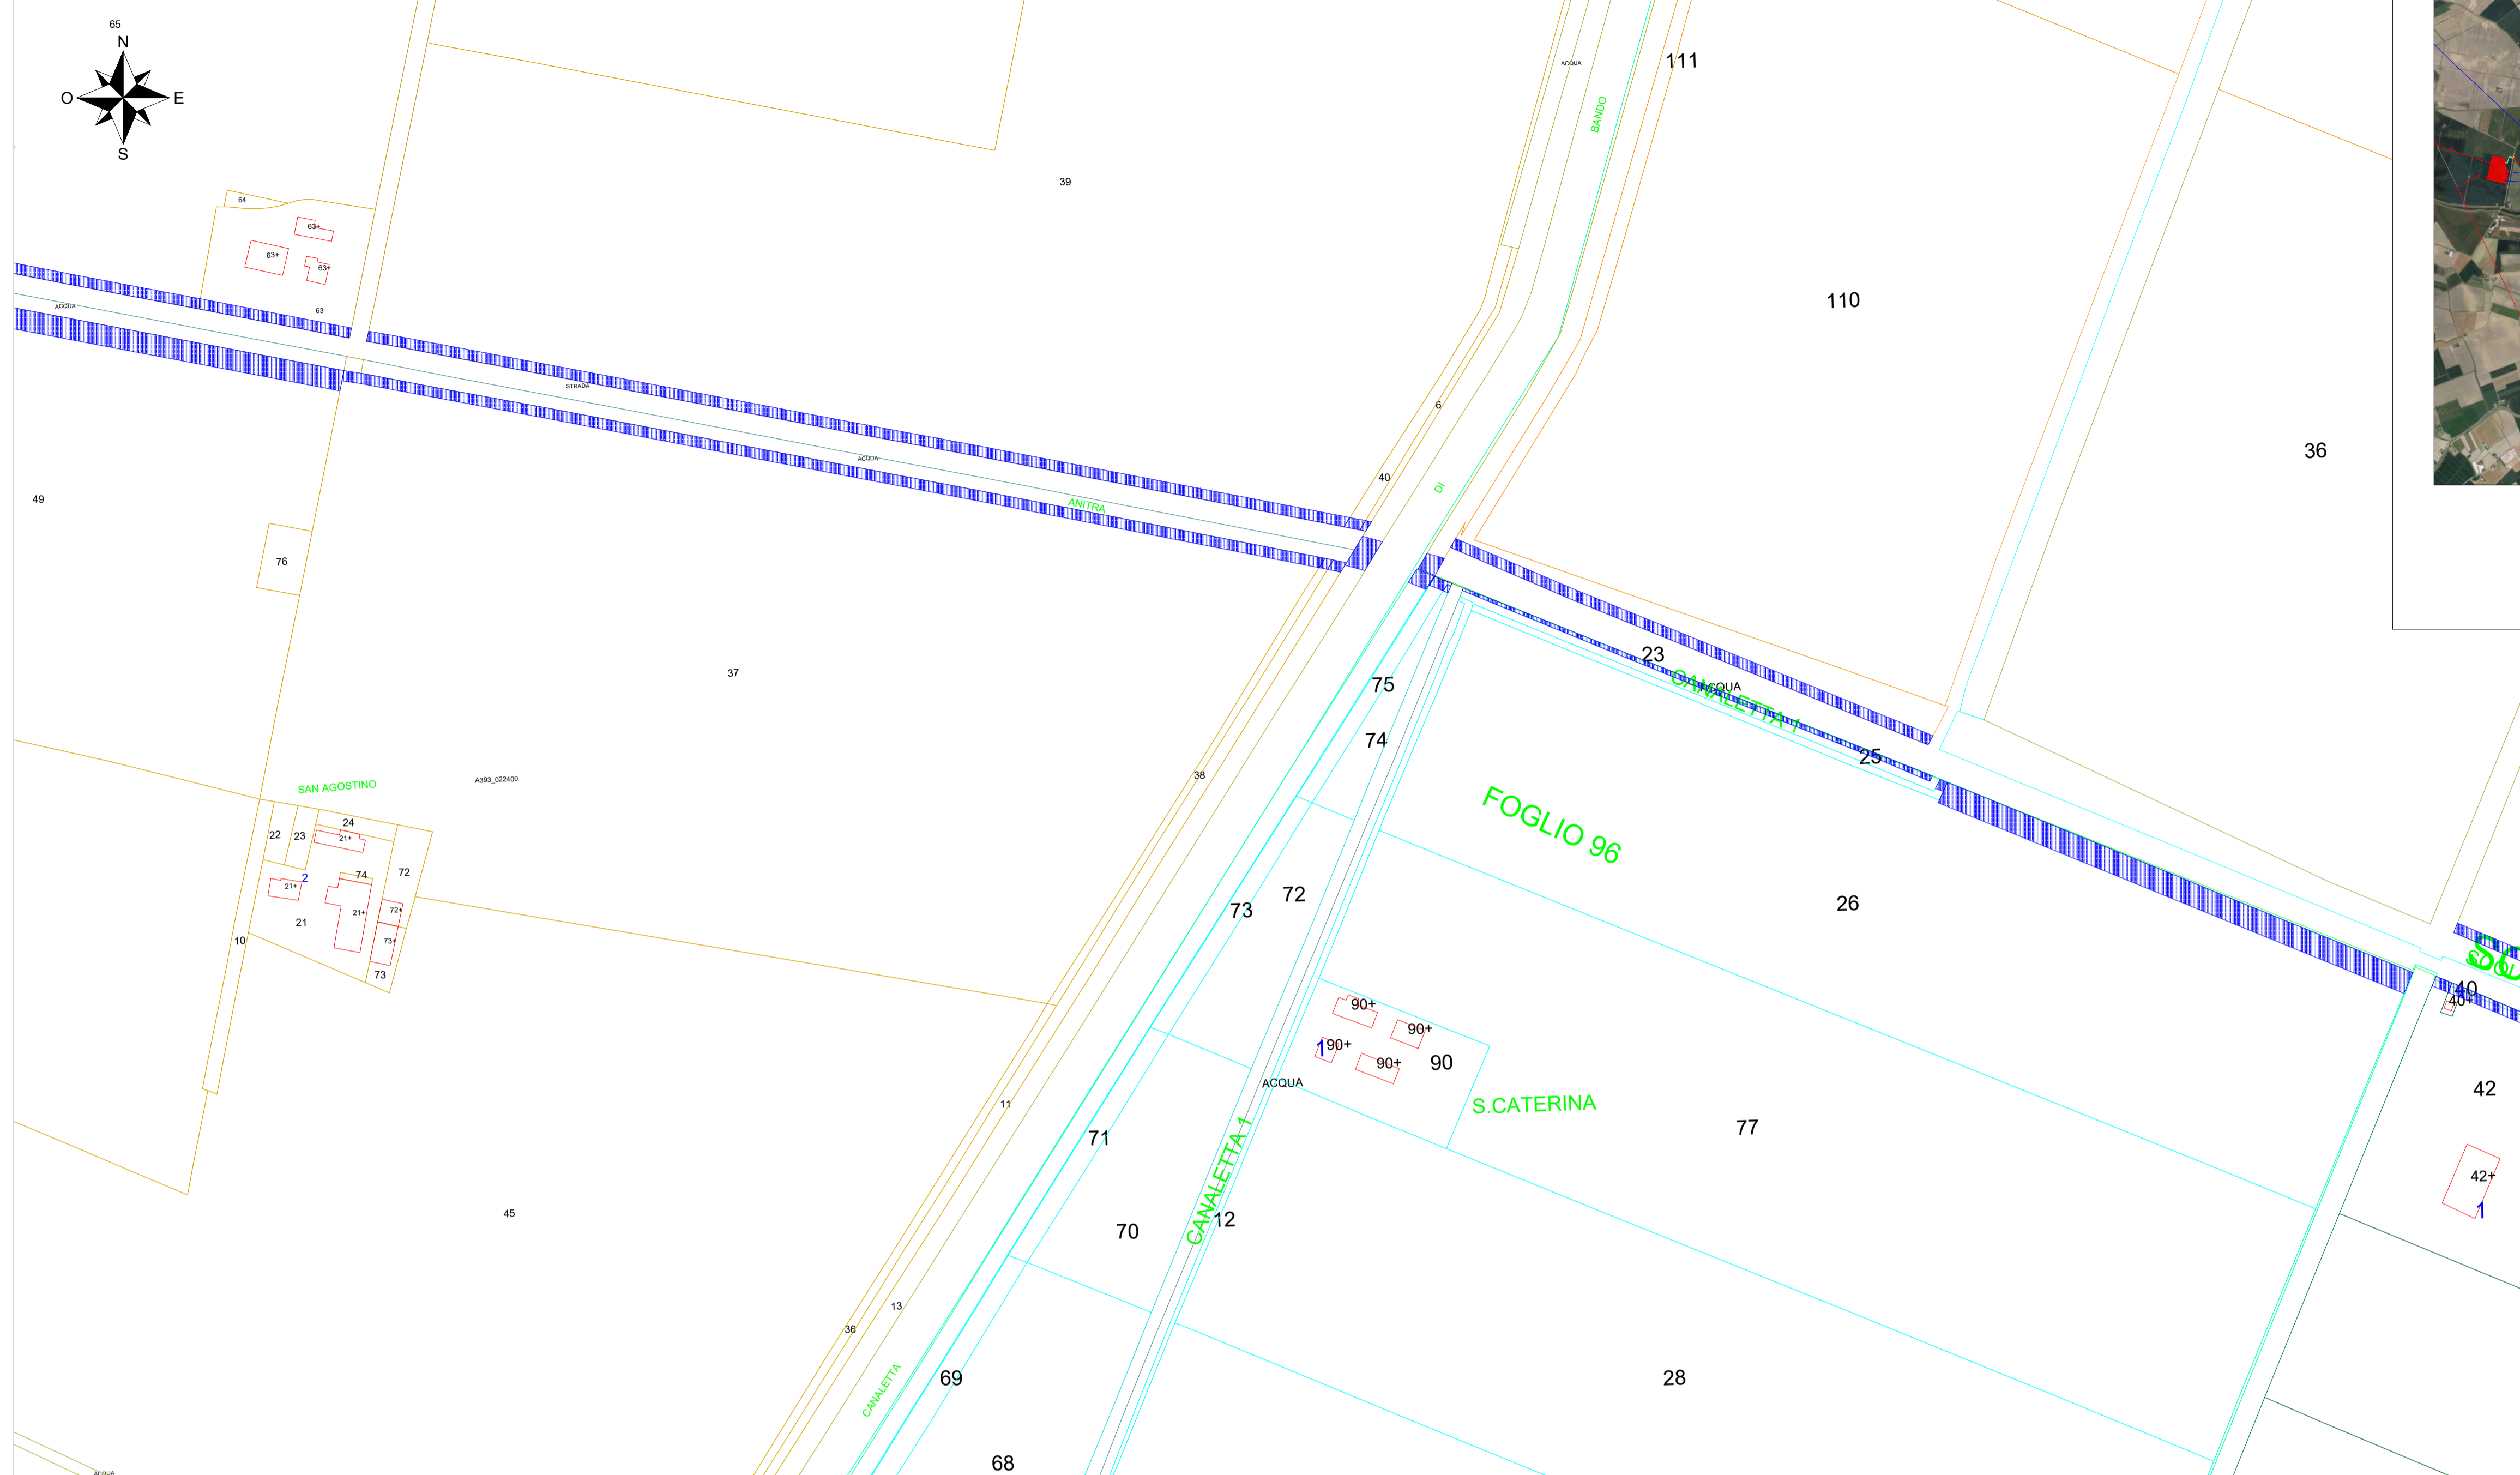 65
N
O
E
S
111
ACQUA
BANDO
39
64
63+
63+
63+
63
110
ACQUA
STRADA
6
36
ACQUA
40
DI
ANITRA
49
76
37
23
75
CANALETTA 1
ACQUA
74
25
38
SAN AGOSTINO
A393_022400
FOGLIO 96
24
22
23
21+
72
74
2
21+
26
72
73
21+
72+
21
10
73+
73
40
40+
90+
90+
90+
1
90+
90
ACQUA
42
S.CATERINA
11
77
71
CANALETTA 1
42+
1
45
12
70
13
36
69
28
CANALETTA
68
ACQUA